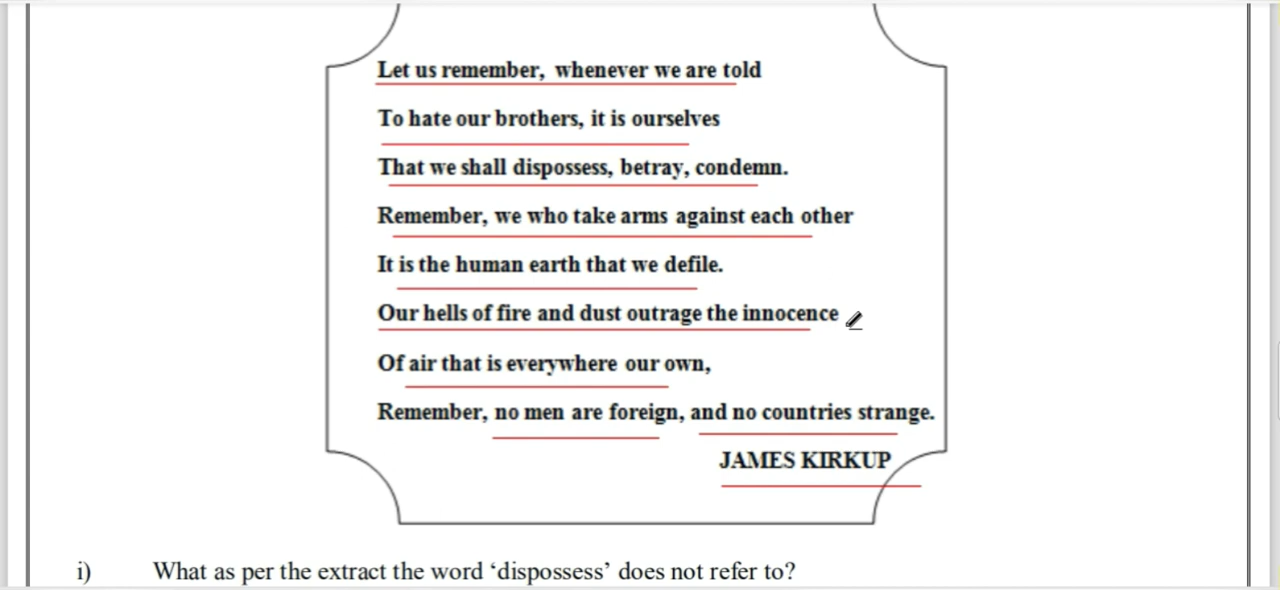 Let us remember, whenever we are told
To hate our brothers, it is ourselves
That we shall dispossess, betray, condemn.
Remember, we who take arms against each other
It is the human earth that we defile.
Our hells of fire and dust outrage the innocence
Of air that is everywhere our own,
Remember, no men are foreign, and no countries strange.
JAMES KIRKUP
i) What as per the extract the word ‘dispossess’ does not refer to?